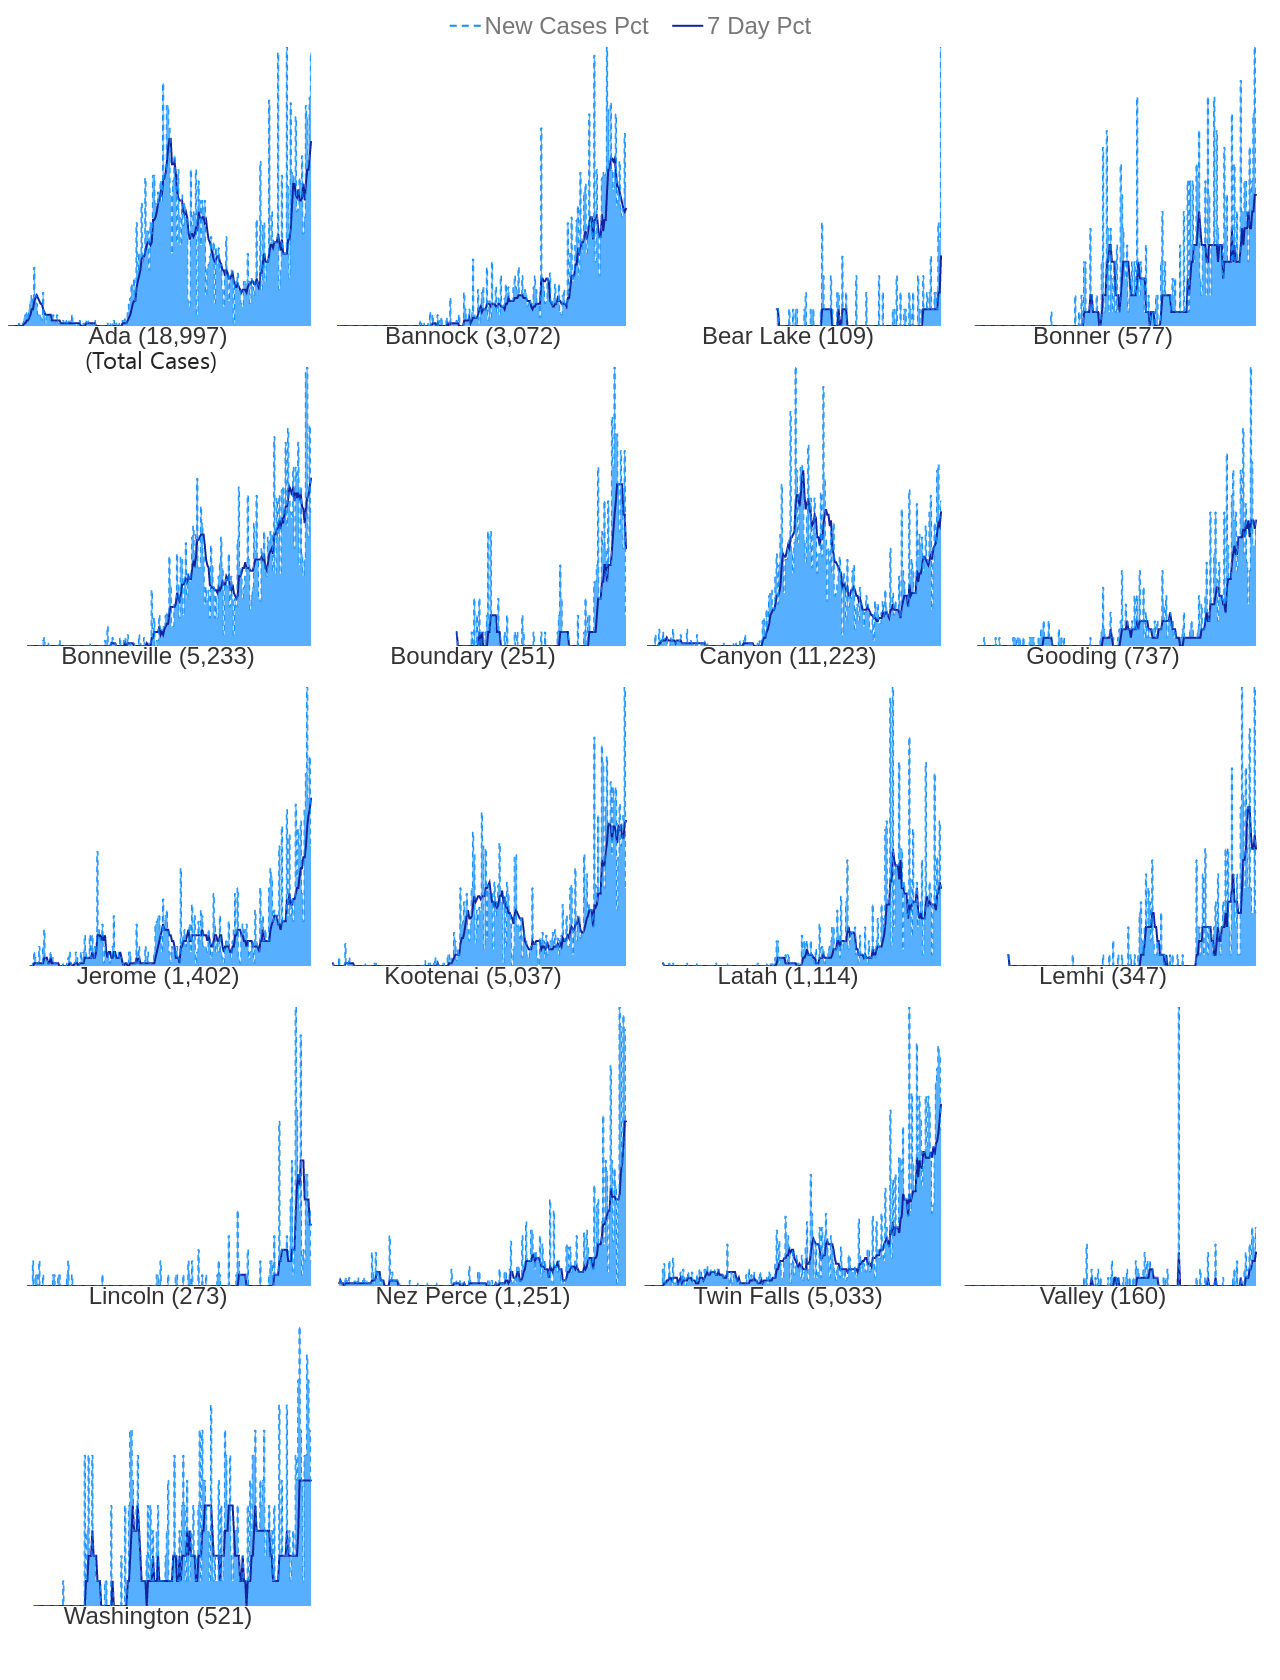 New Cases Pct 7 Day Pct
Ada (18,997)
(Total Cases)
Bannock (3,072)
Bear Lake (109)
Bonner (577)
Bonneville (5,233)
Boundary (251)
Canyon (11,223)
Gooding (737)
Jerome (1,402)
Kootenai (5,037)
Latah (1,114)
Lemhi (347)
Lincoln (273)
Nez Perce (1,251)
Twin Falls (5,033)
Valley (160)
Washington (521)